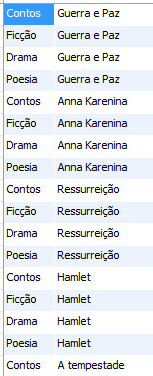 Contos Guerra e Paz
Ficção Guerra e Paz
Drama Guerra e Paz
Poesia Guerra e Paz
Contos Anna Karenina
Ficção Anna Karenina
Drama Anna Karenina
Poesia Anna Karenina
Contos Ressurreição
Ficção Ressurreição
Drama Ressurreição
Poesia Ressurreição
Contos Hamlet
Ficção Hamlet
Drama Hamlet
Poesia Hamlet
Contos A tempestade